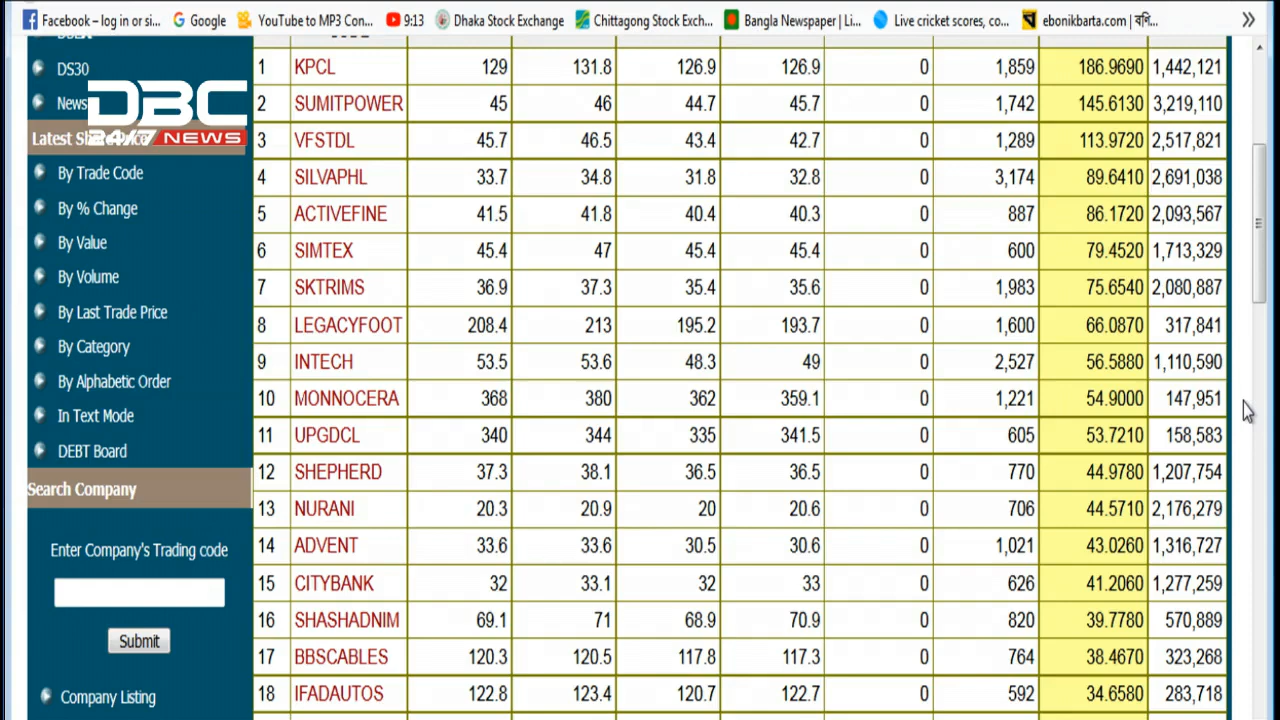 Facebook – log in or si... Google YouTube to MP3 Con... 9:13 Dhaka Stock Exchange Chittagong Stock Exch... Bangla Newspaper | Li... Live cricket scores, co... ebonikbarta.com | বণি...
DS30
News
DBC
24/7 NEWS
Latest Share Price
By Trade Code
By % Change
By Value
By Volume
By Last Trade Price
By Category
By Alphabetic Order
In Text Mode
DEBT Board
Search Company
Enter Company's Trading code
Submit
Company Listing
1 KPCL 129 131.8 126.9 126.9 0 1,859 186.9690 1,442,121
2 SUMITPOWER 45 46 44.7 45.7 0 1,742 145.6130 3,219,110
3 VFSTDL 45.7 46.5 43.4 42.7 0 1,289 113.9720 2,517,821
4 SILVAPHL 33.7 34.8 31.8 32.8 0 3,174 89.6410 2,691,038
5 ACTIVEFINE 41.5 41.8 40.4 40.3 0 887 86.1720 2,093,567
6 SIMTEX 45.4 47 45.4 45.4 0 600 79.4520 1,713,329
7 SKTRIMS 36.9 37.3 35.4 35.6 0 1,983 75.6540 2,080,887
8 LEGACYFOOT 208.4 213 195.2 193.7 0 1,600 66.0870 317,841
9 INTECH 53.5 53.6 48.3 49 0 2,527 56.5880 1,110,590
10 MONNOCERA 368 380 362 359.1 0 1,221 54.9000 147,951
11 UPGDCL 340 344 335 341.5 0 605 53.7210 158,583
12 SHEPHERD 37.3 38.1 36.5 36.5 0 770 44.9780 1,207,754
13 NURANI 20.3 20.9 20 20.6 0 706 44.5710 2,176,279
14 ADVENT 33.6 33.6 30.5 30.6 0 1,021 43.0260 1,316,727
15 CITYBANK 32 33.1 32 33 0 626 41.2060 1,277,259
16 SHASHADNIM 69.1 71 68.9 70.9 0 820 39.7780 570,889
17 BBSCABLES 120.3 120.5 117.8 117.3 0 764 38.4670 323,268
18 IFADAUTOS 122.8 123.4 120.7 122.7 0 592 34.6580 283,718